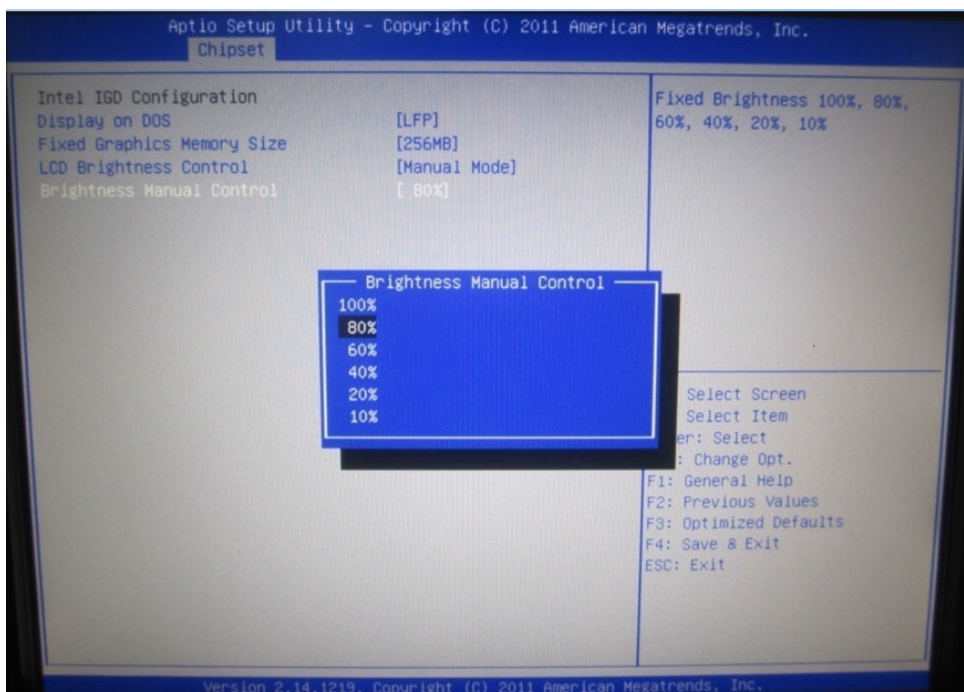 Aptio Setup Utility – Copyright (C) 2011 American Megatrends, Inc.
Chipset
Intel IGD Configuration
Display on DOS [LFP]
Fixed Graphics Memory Size [256MB]
LCD Brightness Control [Manual Mode]
Brightness Manual Control [ 80%]
Fixed Brightness 100%, 80%,
60%, 40%, 20%, 10%
Brightness Manual Control
100%
80%
60%
40%
20%
10%
Select Screen
Select Item
er: Select
: Change Opt.
F1: General Help
F2: Previous Values
F3: Optimized Defaults
F4: Save & Exit
ESC: Exit
Version 2.14.1219. Copyright (C) 2011 American Megatrends, Inc.